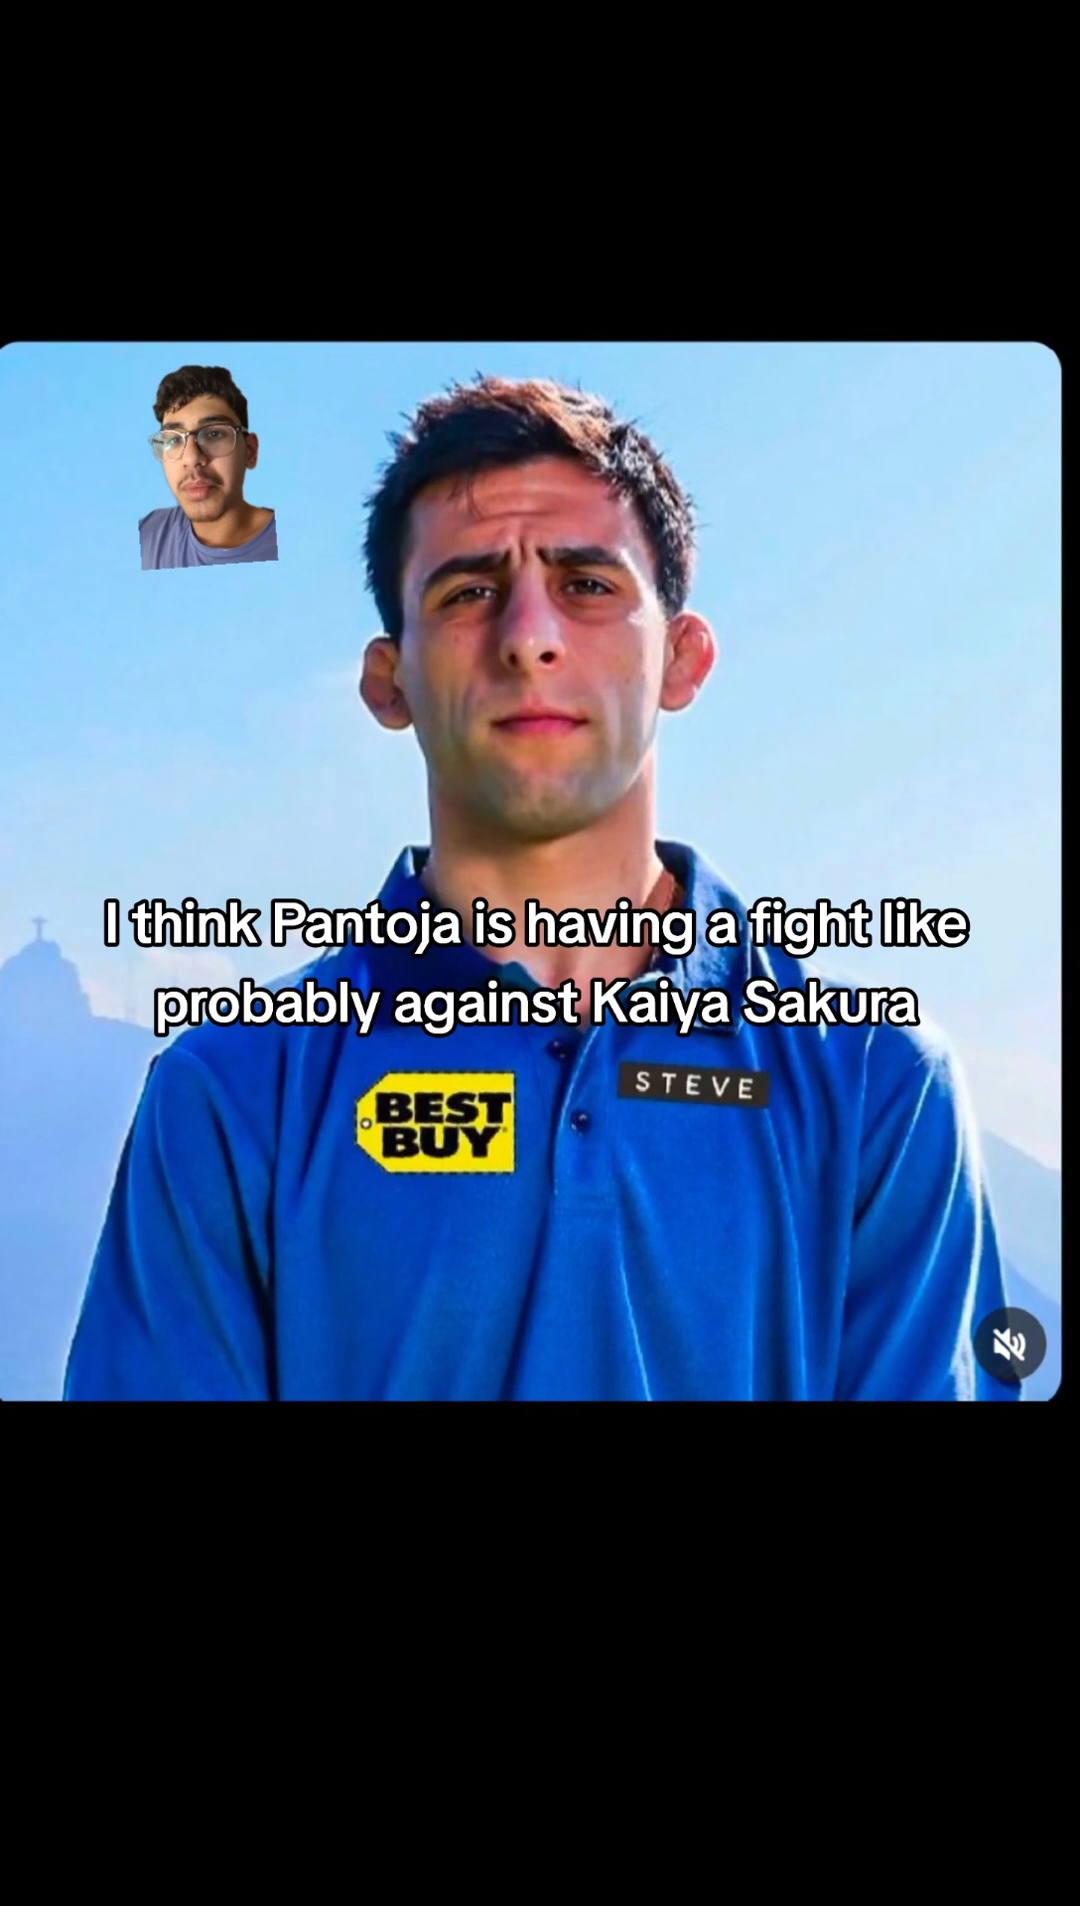 I think Pantoja is having a fight like
probably against Kaiya Sakura
STEVE
BEST
BUY